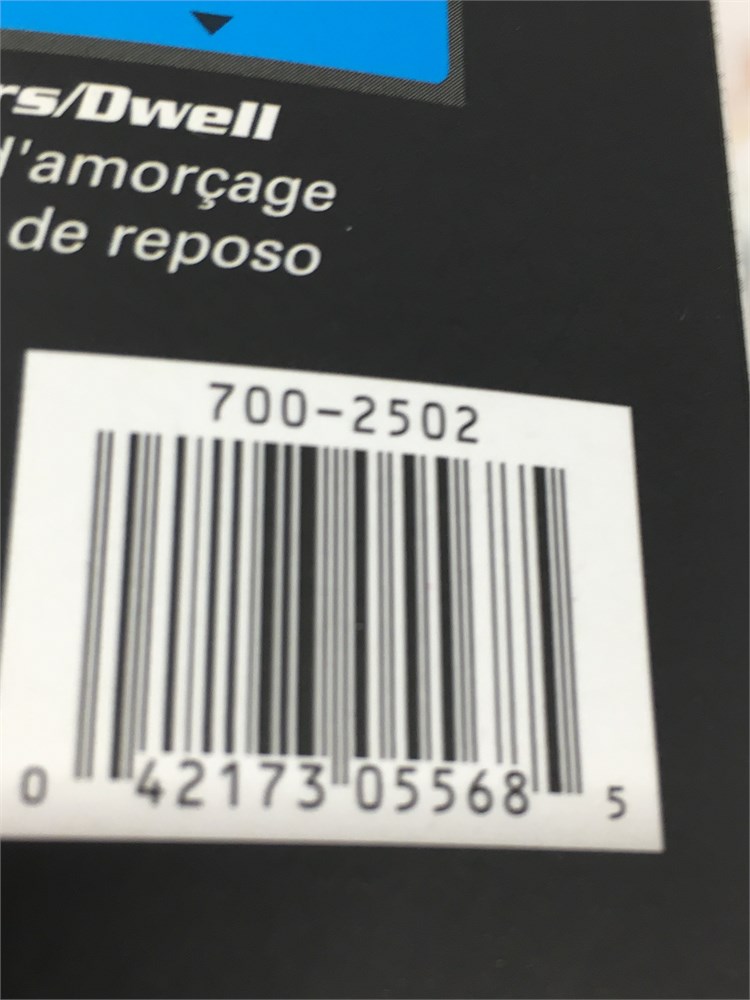 rs/Dwell
d'amorçage
de reposo
700-2502
0 42173 05568 5